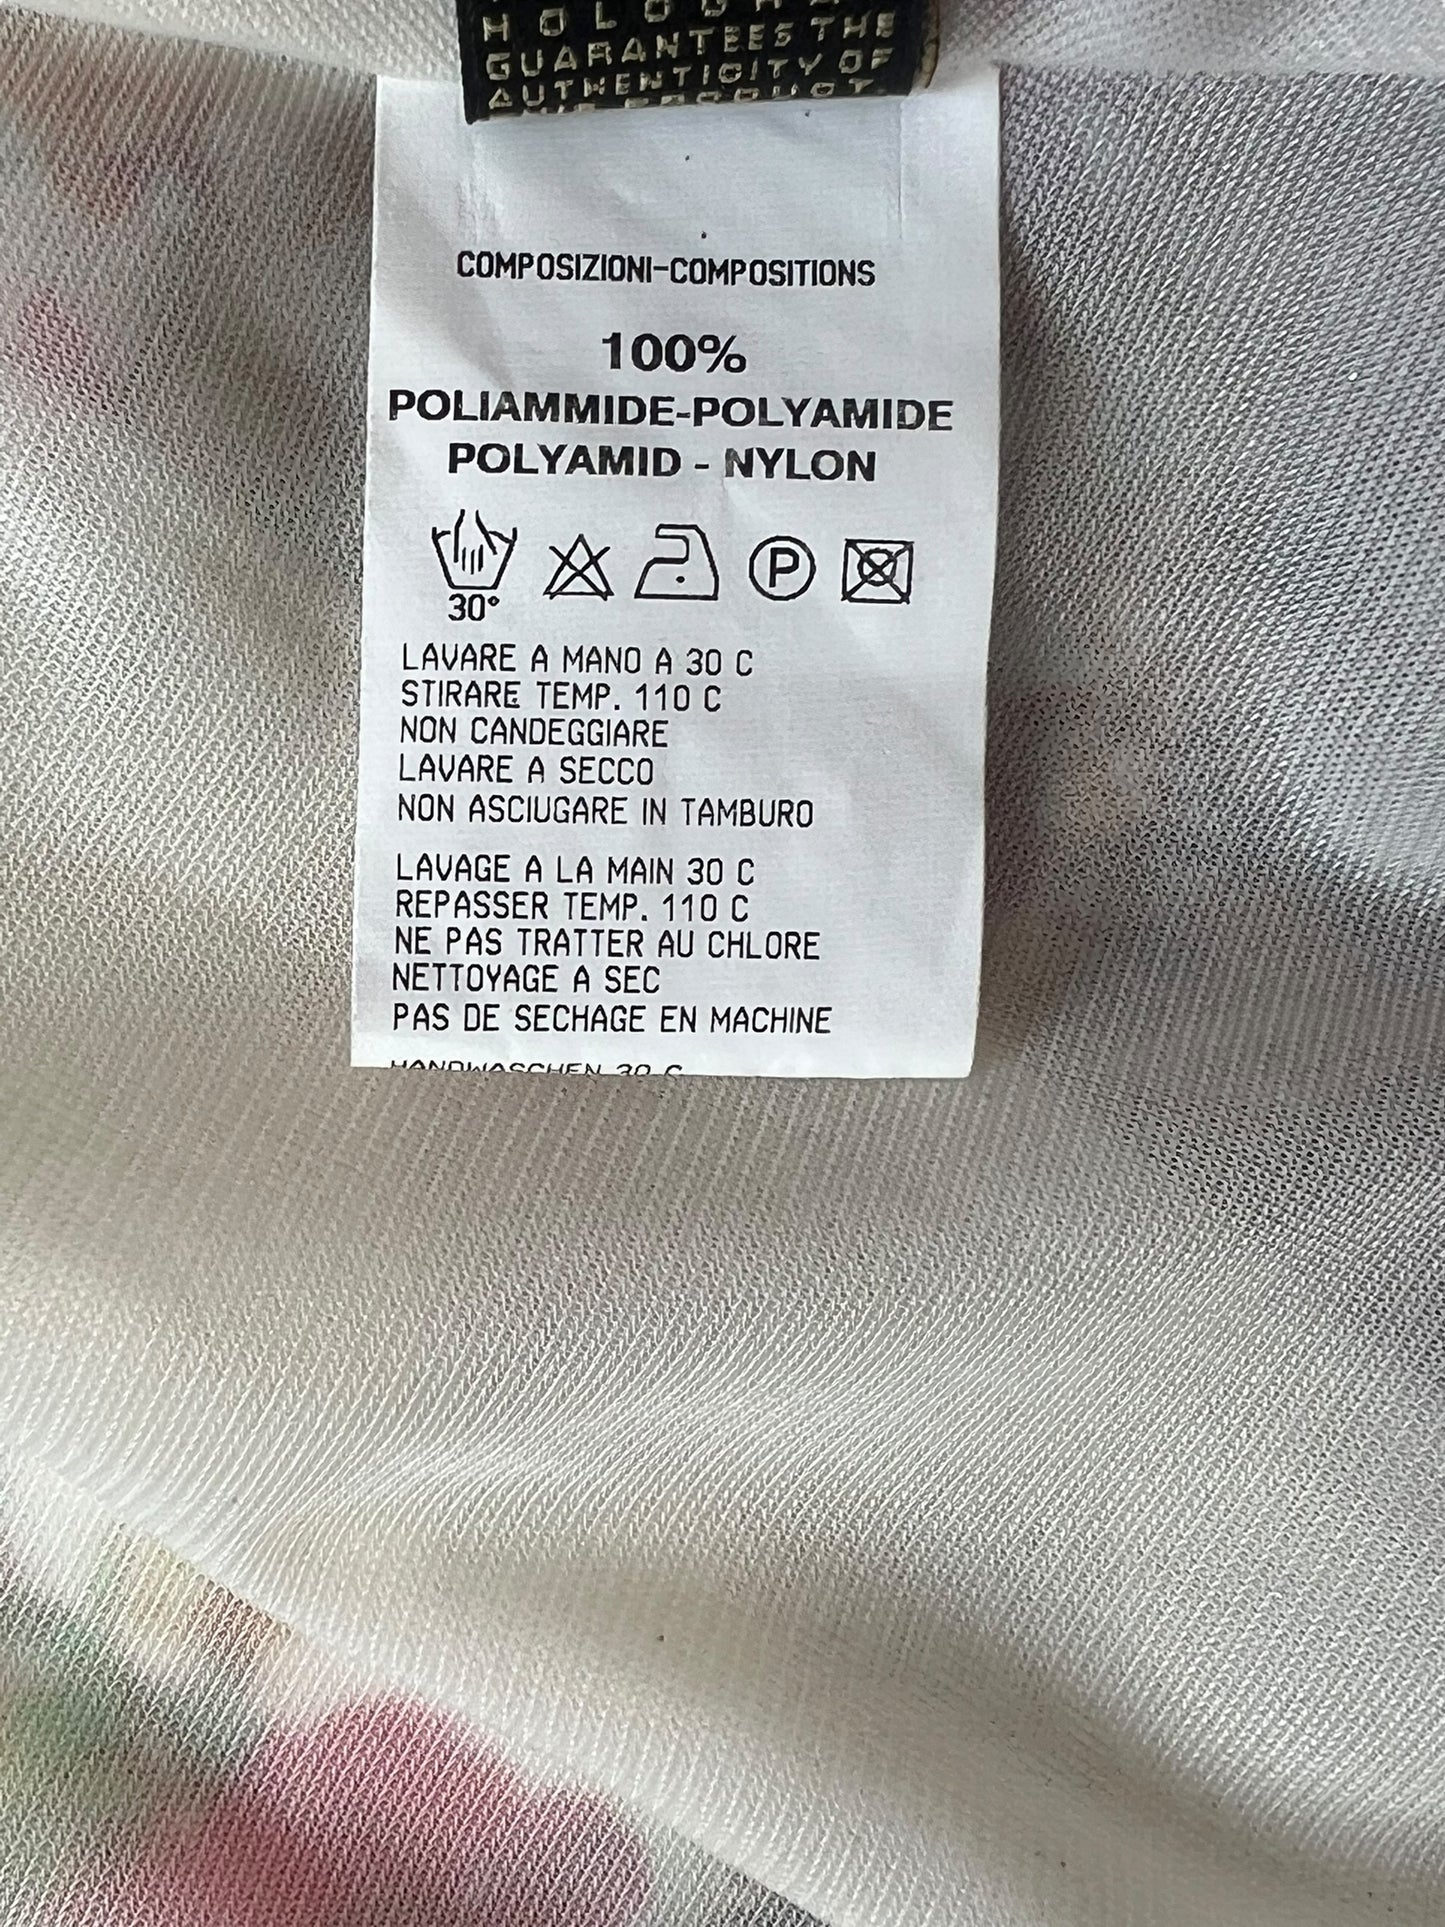 GUARANTEES THE
AUTHENTICITY OF
COMPOSIZIONI-COMPOSITIONS
100%
POLIAMMIDE-POLYAMIDE
POLYAMID - NYLON
P
30°
LAVARE A MANO A 30 C
STIRARE TEMP. 110 C
NON CANDEGGIARE
LAVARE A SECCO
NON ASCIUGARE IN TAMBURO
LAVAGE A LA MAIN 30 C
REPASSER TEMP. 110 C
NE PAS TRATTER AU CHLORE
NETTOYAGE A SEC
PAS DE SECHAGE EN MACHINE
HANDWASCHEN 30 C